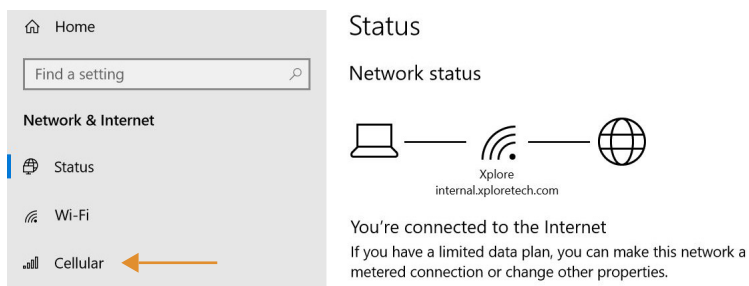 Home
Find a setting
Network & Internet
Status
Wi-Fi
Cellular
Status
Network status
Xplore
internal.xploretech.com
You're connected to the Internet
If you have a limited data plan, you can make this network a
metered connection or change other properties.